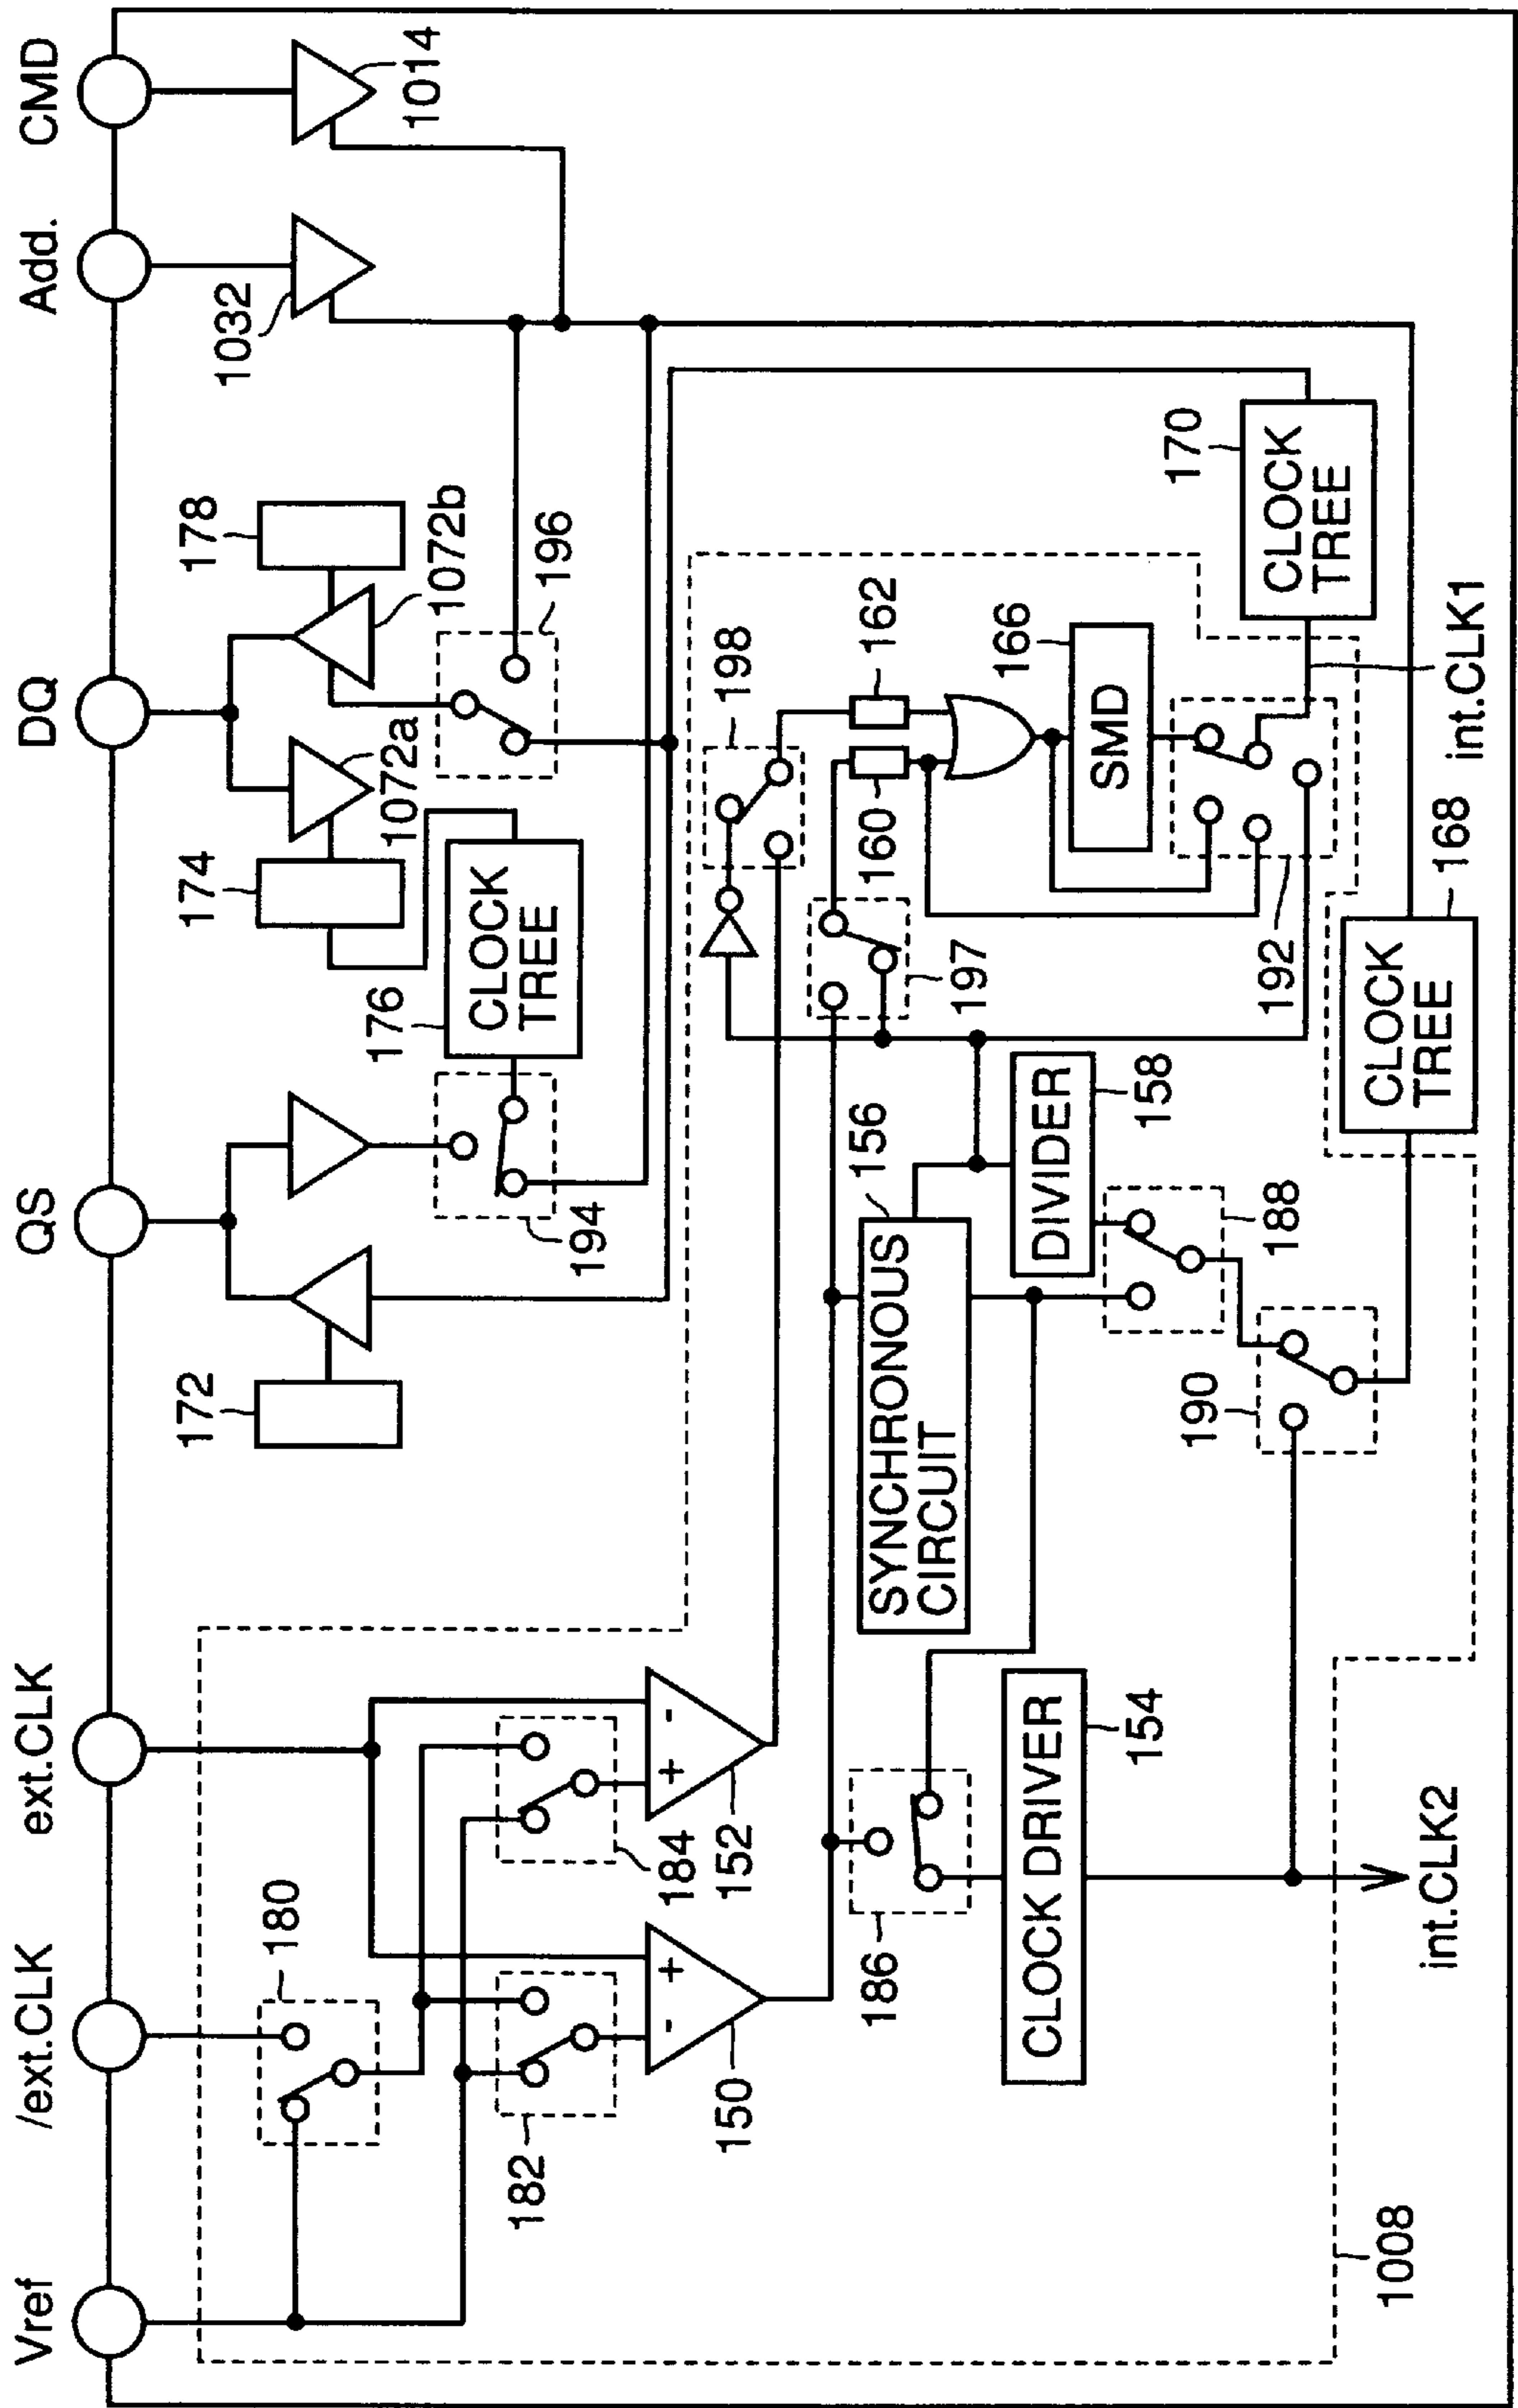 Vref
/ext.CLK
ext.CLK
QS
DQ
Add.
CMD
180
172
194
176
CLOCK
TREE
174
1072a
178
1072b
196
1032
1014
182
184
-
+
150
+
-
152
198
197
160
162
166
SMD
192
170
CLOCK
TREE
int.CLK1
186
CLOCK DRIVER
154
SYNCHRONOUS
CIRCUIT
156
DIVIDER
158
188
190
168
CLOCK
TREE
int.CLK2
1008